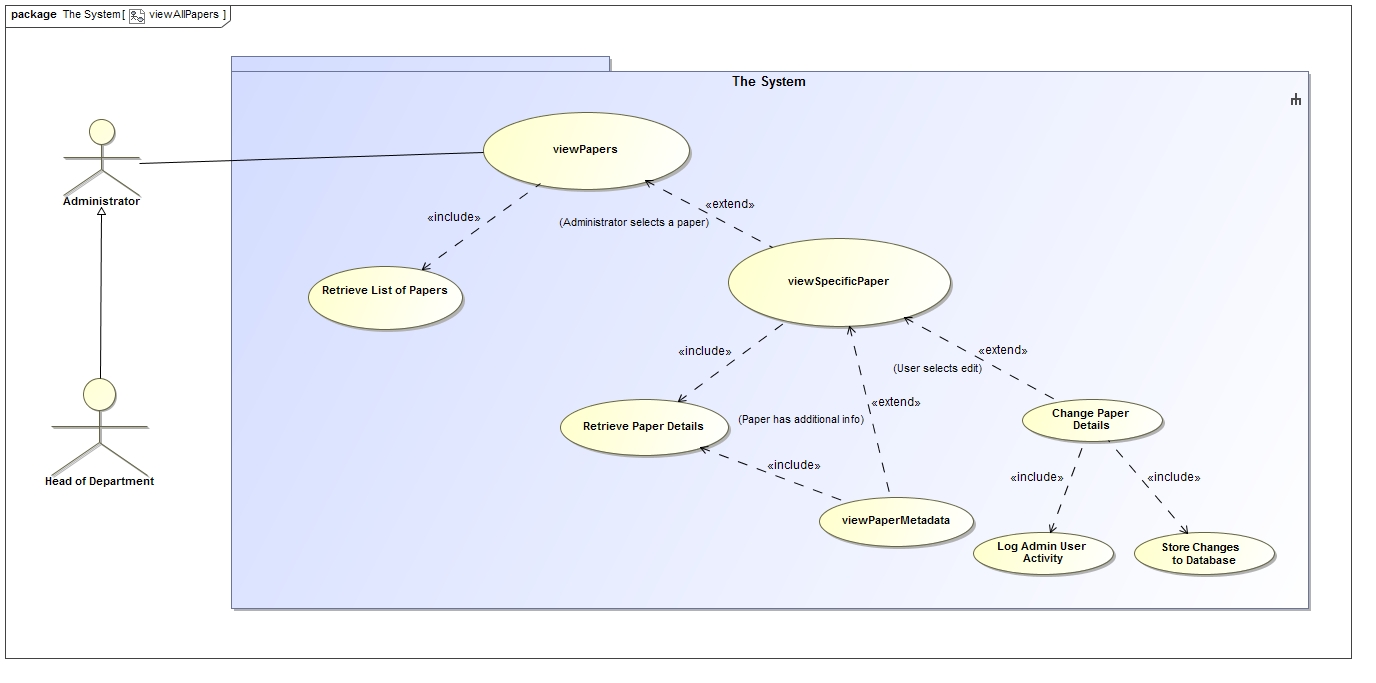 package The System[ viewAllPapers ]
The System
viewPapers
Administrator
«include»
«extend»
(Administrator selects a paper)
Retrieve List of Papers
viewSpecificPaper
«include»
«extend»
(User selects edit)
«extend»
(Paper has additional info)
Retrieve Paper Details
Change Paper
Details
«include»
«include»
«include»
Head of Department
viewPaperMetadata
Log Admin User
Activity
Store Changes
to Database